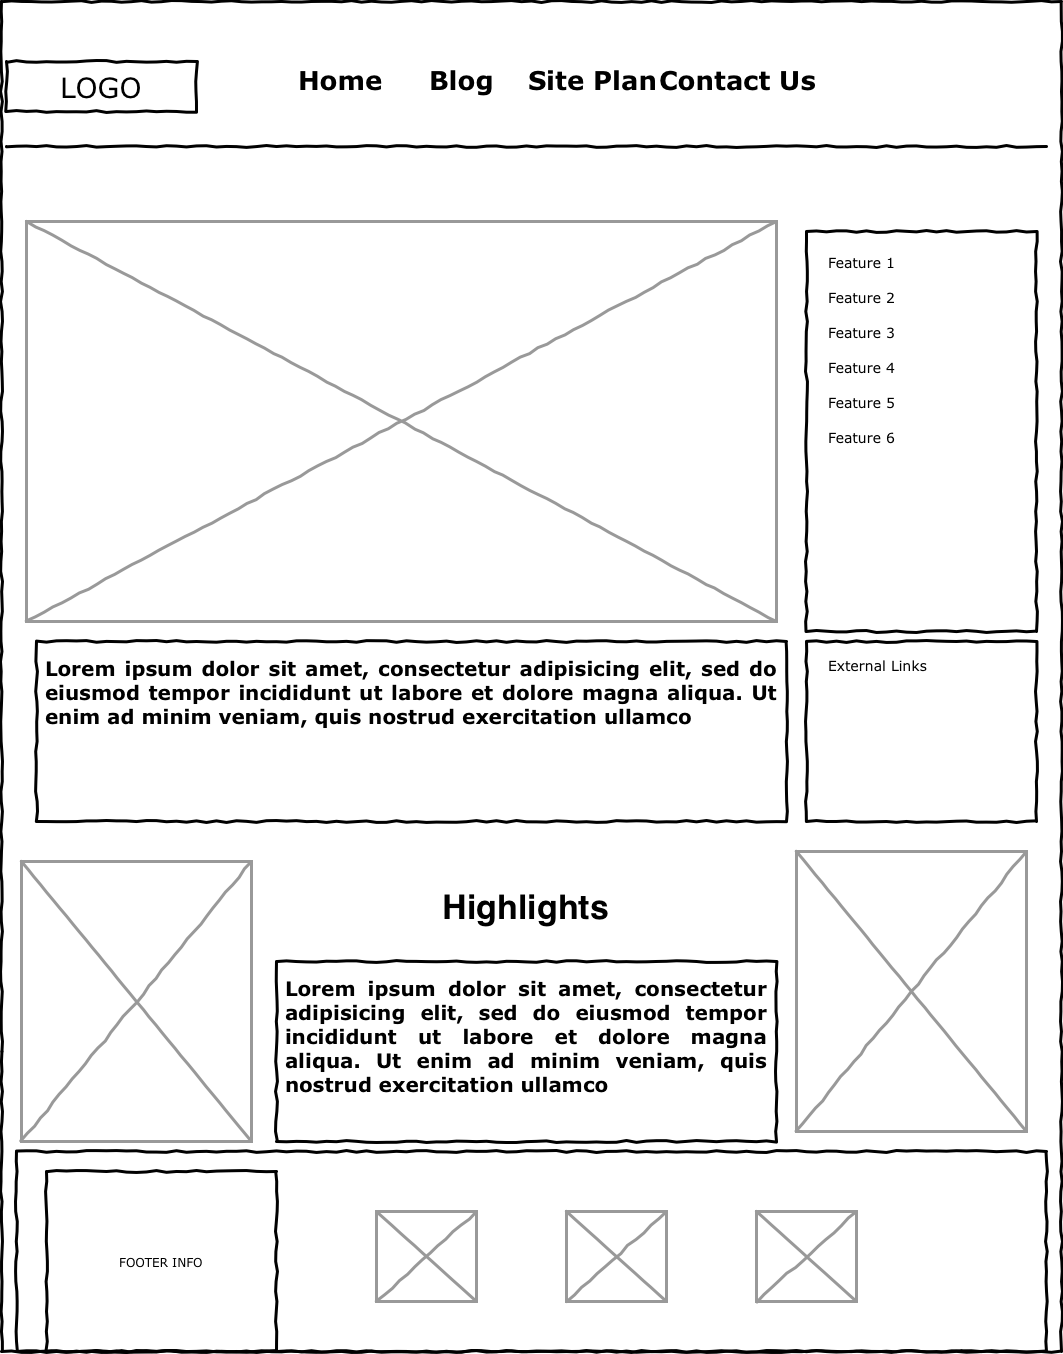 LOGO
Home Blog Site Plan Contact Us
Feature 1
Feature 2
Feature 3
Feature 4
Feature 5
Feature 6
Lorem ipsum dolor sit amet, consectetur adipisicing elit, sed do
eiusmod tempor incididunt ut labore et dolore magna aliqua. Ut
enim ad minim veniam, quis nostrud exercitation ullamco
External Links
Highlights
Lorem ipsum dolor sit amet, consectetur
adipisicing elit, sed do eiusmod tempor
incididunt ut labore et dolore magna
aliqua. Ut enim ad minim veniam, quis
nostrud exercitation ullamco
FOOTER INFO